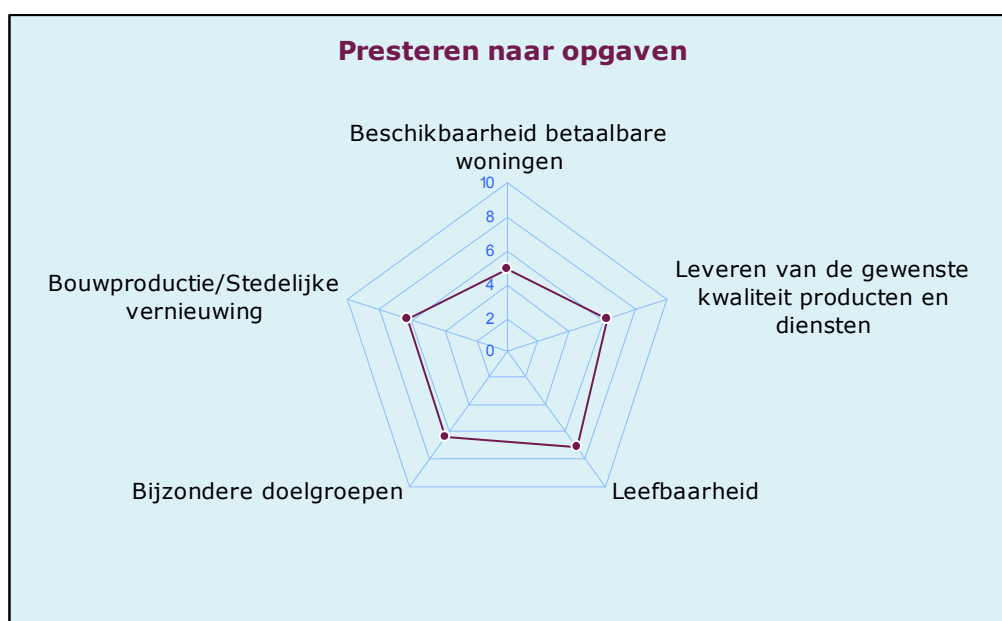 Presteren naar opgaven
Beschikbaarheid betaalbare
woningen
10
8
6
4
2
0
Leveren van de gewenste
kwaliteit producten en
diensten
Bouwproductie/Stedelijke
vernieuwing
Bijzondere doelgroepen
Leefbaarheid